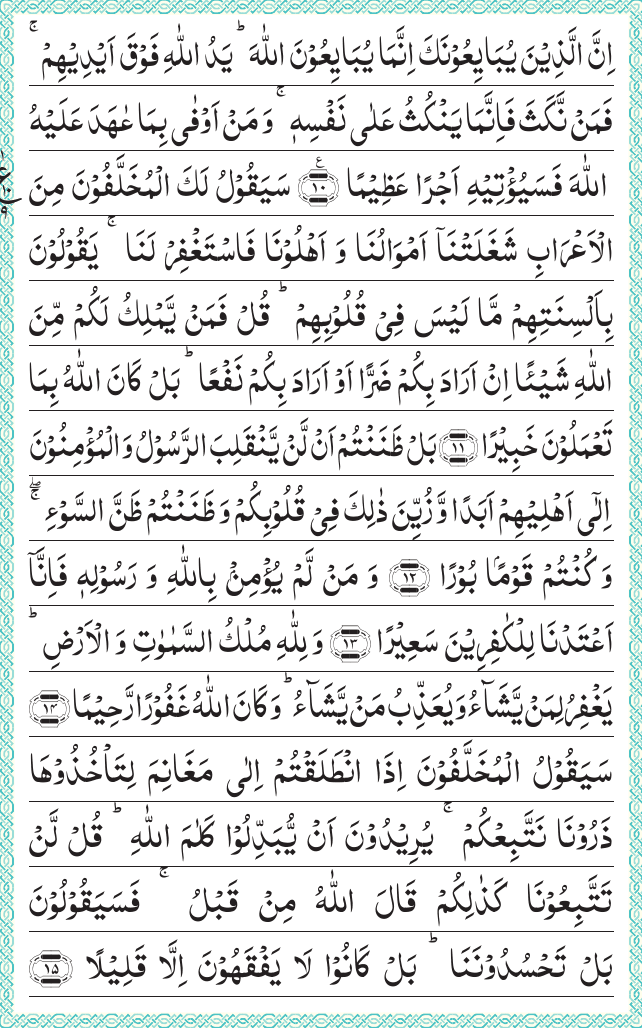 اِنَّ الَّذِيۡنَ يُبَايِعُوۡنَكَ اِنَّمَا يُبَايِعُوۡنَ اللّٰهَ ؕ يَدُ اللّٰهِ فَوۡقَ اَيۡدِيۡهِمۡ ۚ
فَمَنۡ نَّكَثَ فَاِنَّمَا يَنۡكُثُ عَلٰى نَفۡسِهٖ ۚ وَ مَنۡ اَوۡفٰى بِمَا عٰهَدَ عَلَيۡهُ
اللّٰهَ فَسَيُؤۡتِيۡهِ اَجۡرًا عَظِيۡمًا ﴿۱۰﴾ سَيَقُوۡلُ لَكَ الۡمُخَلَّفُوۡنَ مِنَ
الۡاَعۡرَابِ شَغَلَتۡنَاۤ اَمۡوَالُنَا وَ اَهۡلُوۡنَا فَاسۡتَغۡفِرۡ لَنَا ۚ يَقُوۡلُوۡنَ
بِاَلۡسِنَتِهِمۡ مَّا لَيۡسَ فِىۡ قُلُوۡبِهِمۡ ؕ قُلۡ فَمَنۡ يَّمۡلِكُ لَكُمۡ مِّنَ
اللّٰهِ شَيۡـًٔـا اِنۡ اَرَادَ بِكُمۡ ضَرًّا اَوۡ اَرَادَ بِكُمۡ نَفۡعًا ؕ بَلۡ كَانَ اللّٰهُ بِمَا
تَعۡمَلُوۡنَ خَبِيۡرًا ﴿۱۱﴾ بَلۡ ظَنَنۡتُمۡ اَنۡ لَّنۡ يَّنۡقَلِبَ الرَّسُوۡلُ وَ الۡمُؤۡمِنُوۡنَ
اِلٰٓى اَهۡلِيۡهِمۡ اَبَدًا وَّ زُيِّنَ ذٰلِكَ فِىۡ قُلُوۡبِكُمۡ وَ ظَنَنۡتُمۡ ظَنَّ السَّوۡءِ ۖۚ
وَ كُنۡتُمۡ قَوۡمًۢا بُوۡرًا ﴿۱۲﴾ وَ مَنۡ لَّمۡ يُؤۡمِنۡۢ بِاللّٰهِ وَ رَسُوۡلِهٖ فَاِنَّاۤ
اَعۡتَدۡنَا لِلۡكٰفِرِيۡنَ سَعِيۡرًا ﴿۱۳﴾ وَ لِلّٰهِ مُلۡكُ السَّمٰوٰتِ وَ الۡاَرۡضِ ؕ
يَغۡفِرُ لِمَنۡ يَّشَآءُ وَ يُعَذِّبُ مَنۡ يَّشَآءُ ؕ وَ كَانَ اللّٰهُ غَفُوۡرًا رَّحِيۡمًا ﴿۱۴﴾
سَيَقُوۡلُ الۡمُخَلَّفُوۡنَ اِذَا انْطَلَقۡتُمۡ اِلٰى مَغَانِمَ لِتَاۡخُذُوۡهَا
ذَرُوۡنَا نَتَّبِعۡكُمۡ ۚ يُرِيۡدُوۡنَ اَنۡ يُّبَدِّلُوۡا كَلٰمَ اللّٰهِ ؕ قُلْ لَّنۡ
تَتَّبِعُوۡنَا كَذٰلِكُمۡ قَالَ اللّٰهُ مِنۡ قَبۡلُ ۚ فَسَيَقُوۡلُوۡنَ
بَلۡ تَحۡسُدُوۡنَنَا ؕ بَلۡ كَانُوۡا لَا يَفۡقَهُوۡنَ اِلَّا قَلِيۡلًا ﴿۱۵﴾